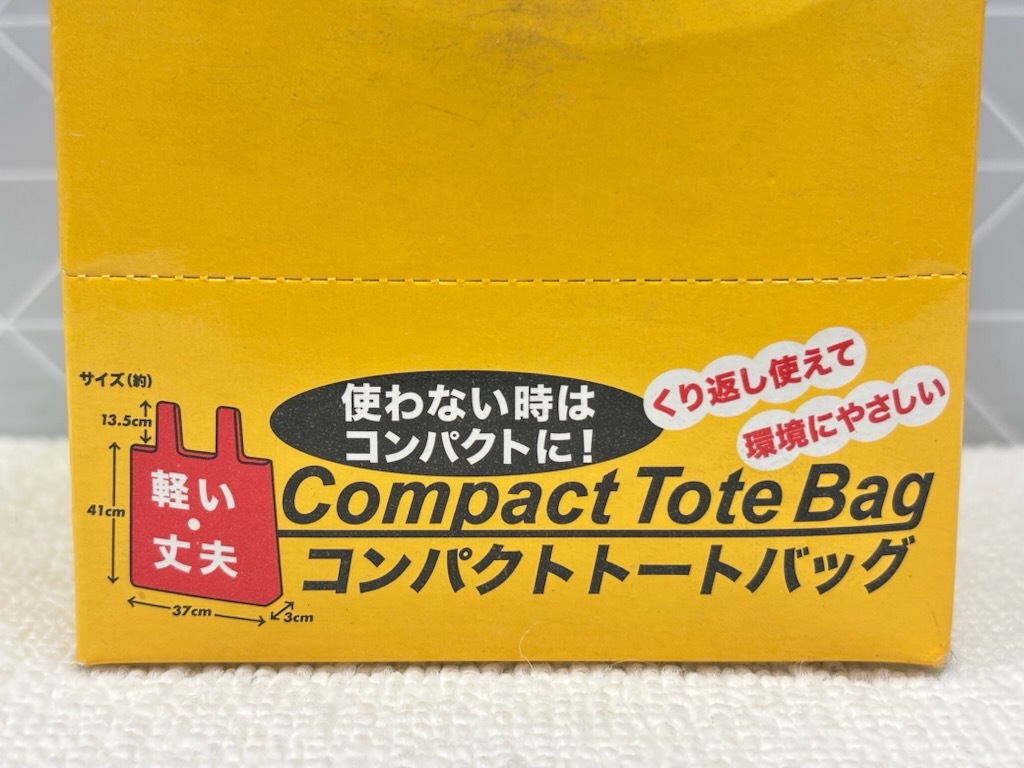 サイズ(約)
13.5cm
41cm
37cm
3cm
軽い
・
丈夫
使わない時は
コンパクトに!
くり返し使えて
環境にやさしい
Compact Tote Bag
コンパクトトートバッグ